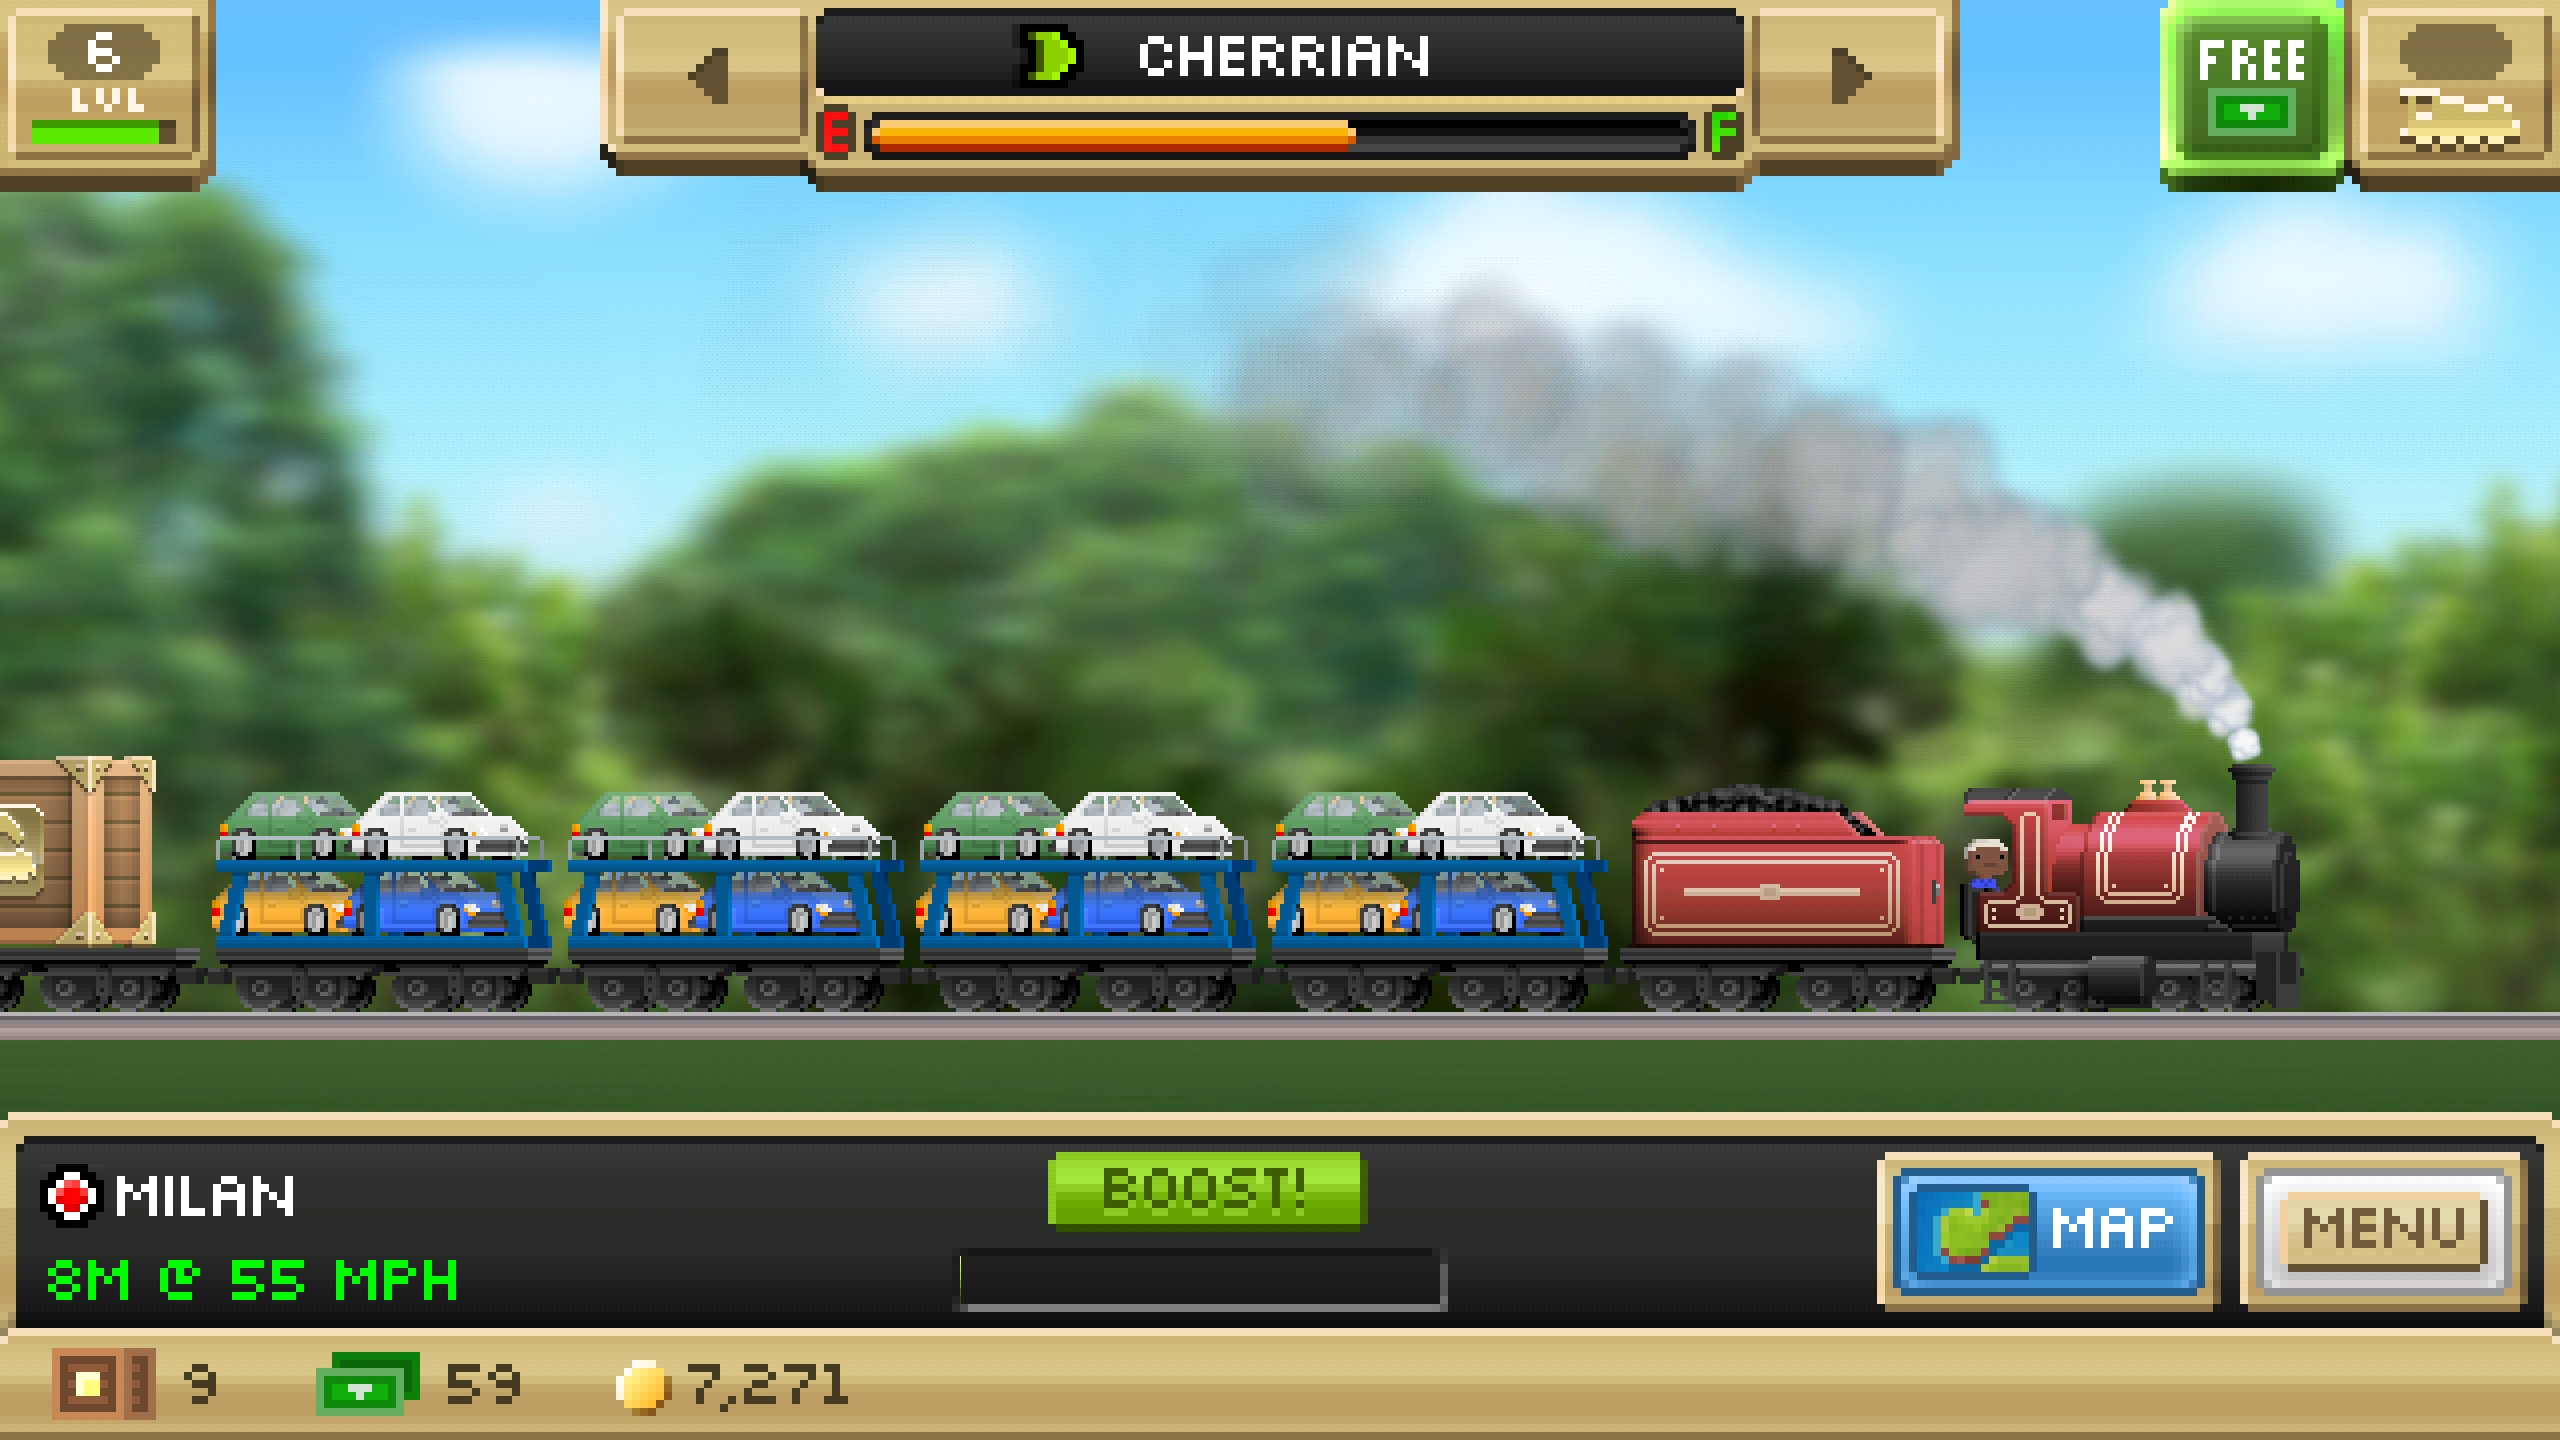 6
LVL
CHERRIAN
E F
FREE
MILAN
8M @ 55 MPH
BOOST!
MAP
MENU
9
59
7,271